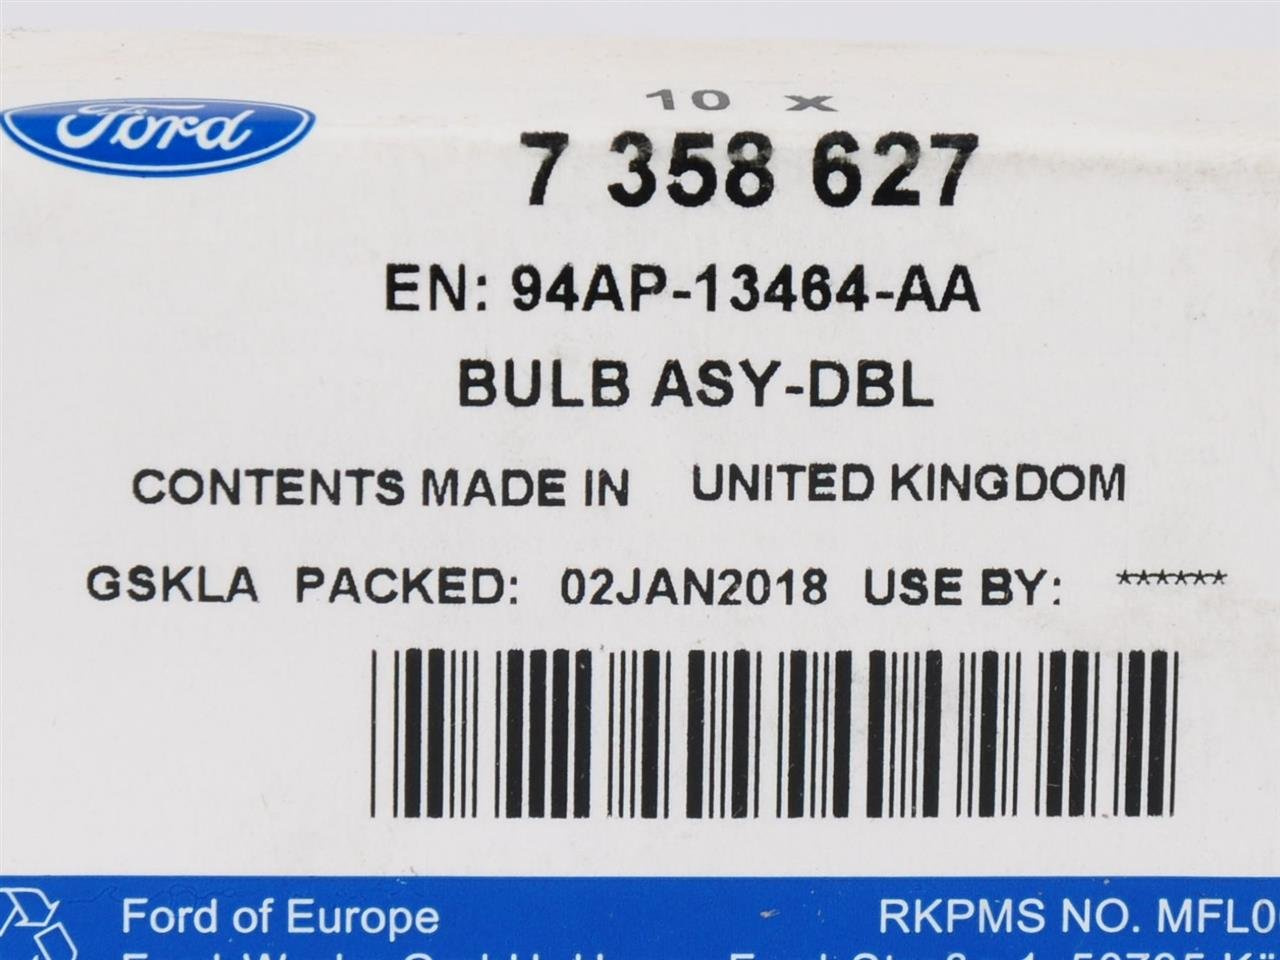 Ford
10 x
7 358 627
EN: 94AP-13464-AA
BULB ASY-DBL
CONTENTS MADE IN UNITED KINGDOM
GSKLA PACKED: 02JAN2018 USE BY: ******
Ford of Europe RKPMS NO. MFL0